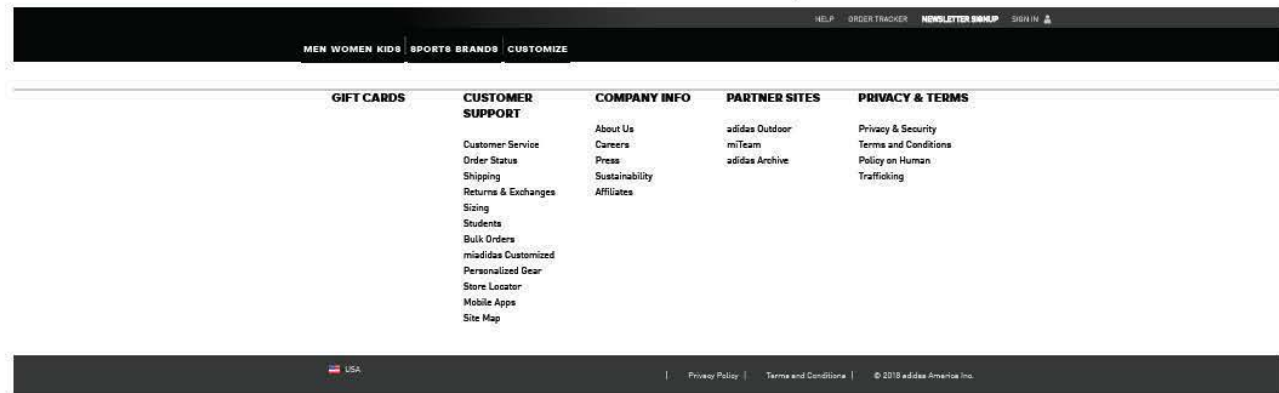 HELP ORDER TRACKER NEWSLETTER SIGNUP SIGN IN
MEN WOMEN KIDS SPORTS BRANDS CUSTOMIZE
GIFT CARDS
CUSTOMER
SUPPORT
Customer Service
Order Status
Shipping
Returns & Exchanges
Sizing
Students
Bulk Orders
miadidas Customized
Personalized Gear
Store Locator
Mobile Apps
Site Map
COMPANY INFO
About Us
Careers
Press
Sustainability
Affiliates
PARTNER SITES
adidas Outdoor
miTeam
adidas Archive
PRIVACY & TERMS
Privacy & Security
Terms and Conditions
Policy on Human
Trafficking
USA
| Privacy Policy | Terms and Conditions | © 2018 adidas America Inc.